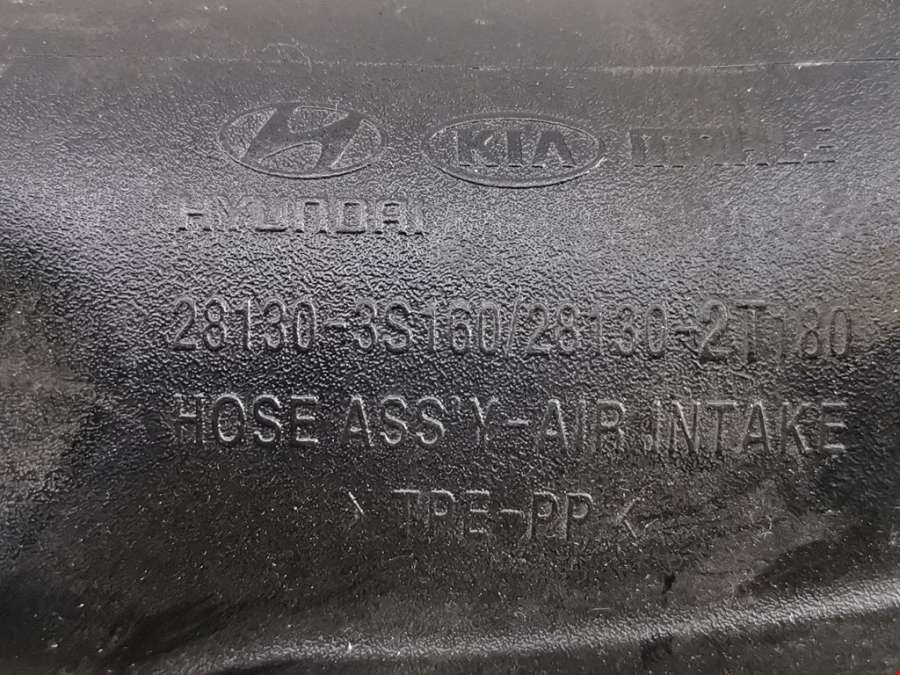 KIA MAHLE
HYUNDAI
28130-3S160/28130-2T180
HOSE ASS'Y-AIR INTAKE
> TPE-PP <